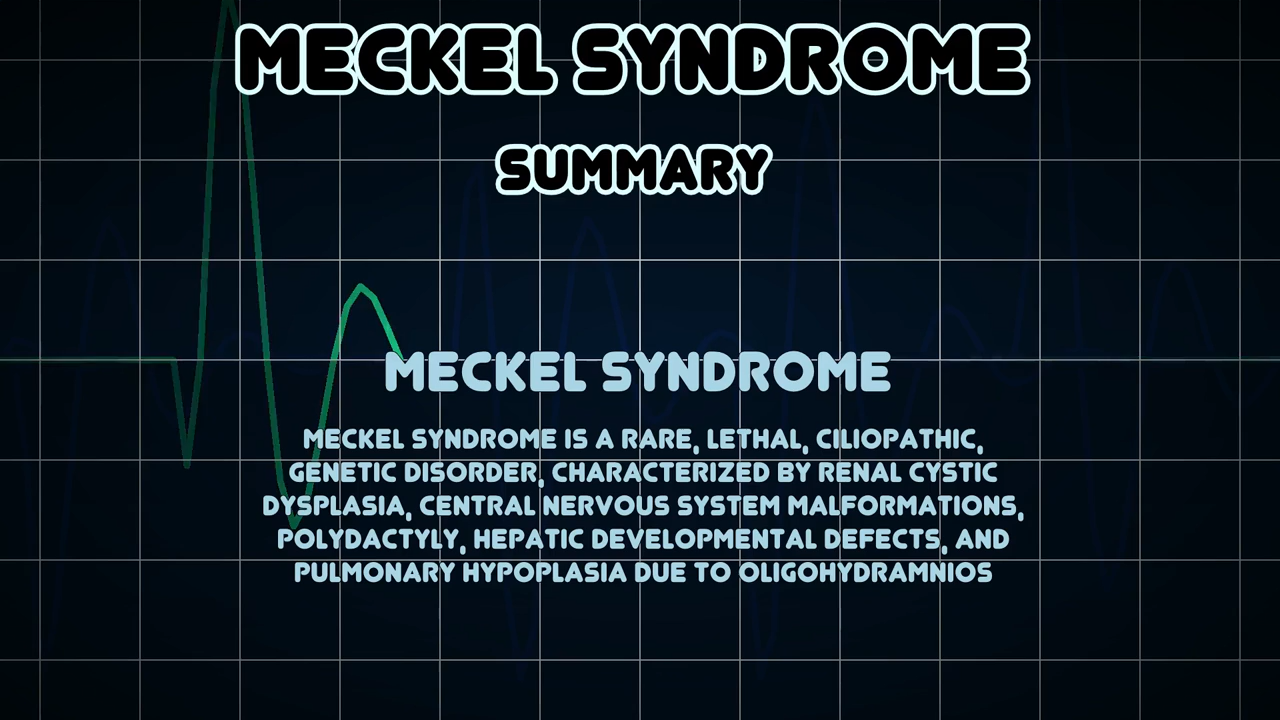 MECKEL SYNDROME
SUMMARY
MECKEL SYNDROME
MECKEL SYNDROME IS A RARE, LETHAL, CILIOPATHIC,
GENETIC DISORDER, CHARACTERIZED BY RENAL CYSTIC
DYSPLASIA, CENTRAL NERVOUS SYSTEM MALFORMATIONS,
POLYDACTYLY, HEPATIC DEVELOPMENTAL DEFECTS, AND
PULMONARY HYPOPLASIA DUE TO OLIGOHYDRAMNIOS